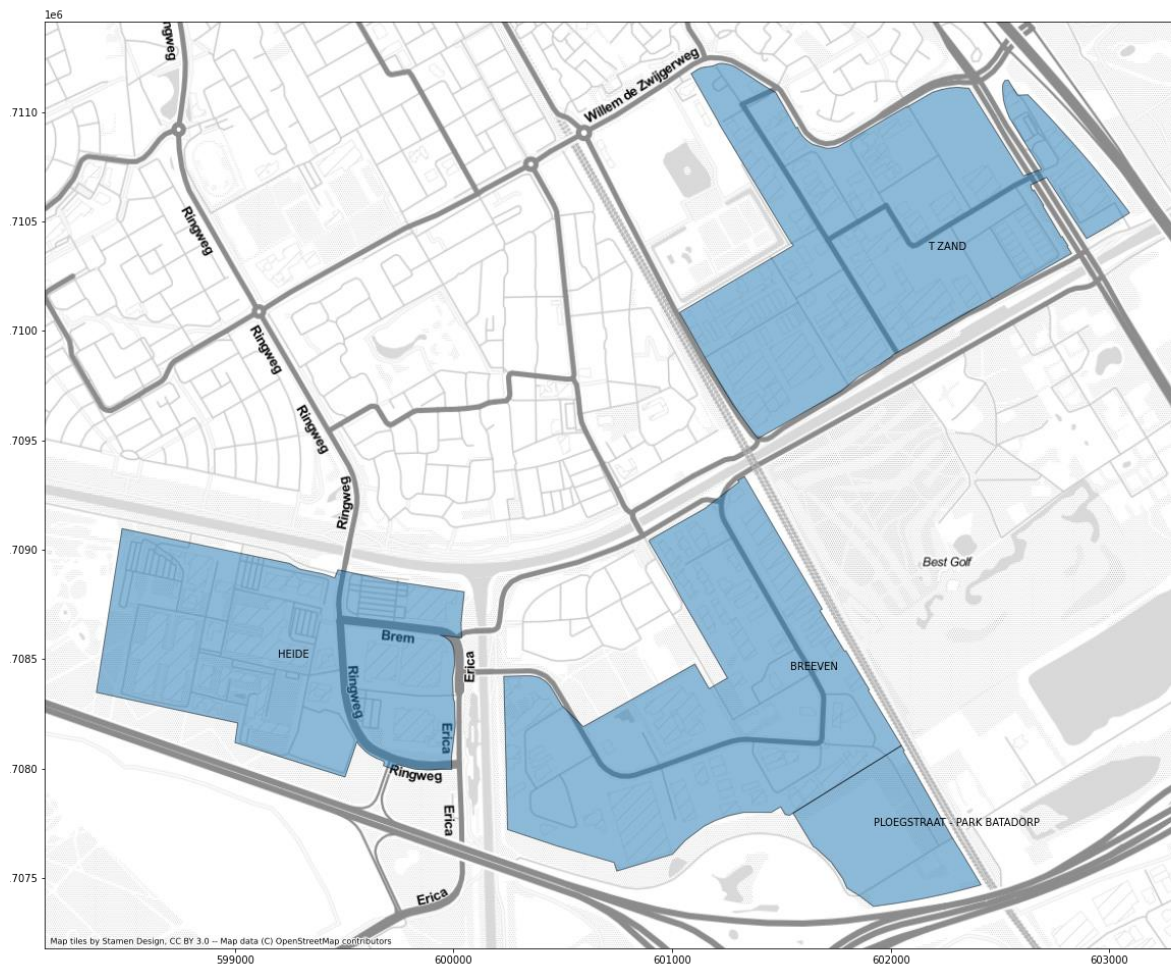 1e6
Ringweg
Willem de Zwijgerweg
.7110
.7105
Ringweg
T ZAND
.7100
Ringweg
Ringweg
.7095
Ringweg
.7090
Best Golf
Brem
.7085
HEIDE
Erica
BREEVEN
Ringweg
Erica
.7080
Ringweg
Erica
PLOEGSTRAAT - PARK BATADORP
.7075
Erica
Map tiles by Stamen Design, CC BY 3.0 -- Map data (C) OpenStreetMap contributors
599000 600000 601000 602000 603000